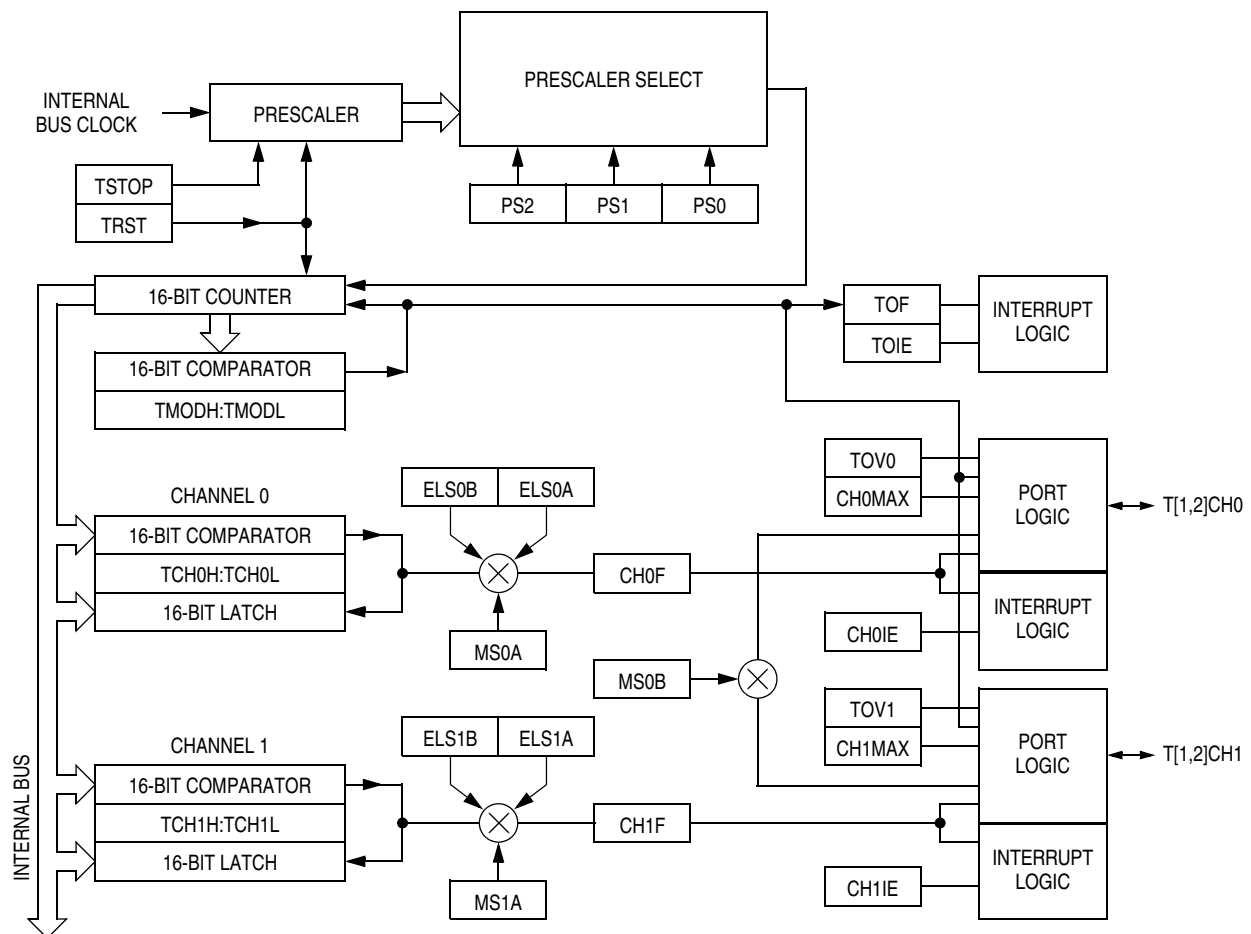 PRESCALER SELECT
INTERNAL
BUS CLOCK
PRESCALER
TSTOP
TRST
PS2 PS1 PS0
16-BIT COUNTER
16-BIT COMPARATOR
TMODH:TMODL
TOF
TOIE
INTERRUPT
LOGIC
CHANNEL 0
16-BIT COMPARATOR
TCH0H:TCH0L
16-BIT LATCH
ELS0B ELS0A
MS0A
CH0F
TOV0
CH0MAX
PORT
LOGIC
T[1,2]CH0
CH0IE
INTERRUPT
LOGIC
MS0B
CHANNEL 1
16-BIT COMPARATOR
TCH1H:TCH1L
16-BIT LATCH
ELS1B ELS1A
MS1A
CH1F
TOV1
CH1MAX
PORT
LOGIC
T[1,2]CH1
CH1IE
INTERRUPT
LOGIC
INTERNAL BUS